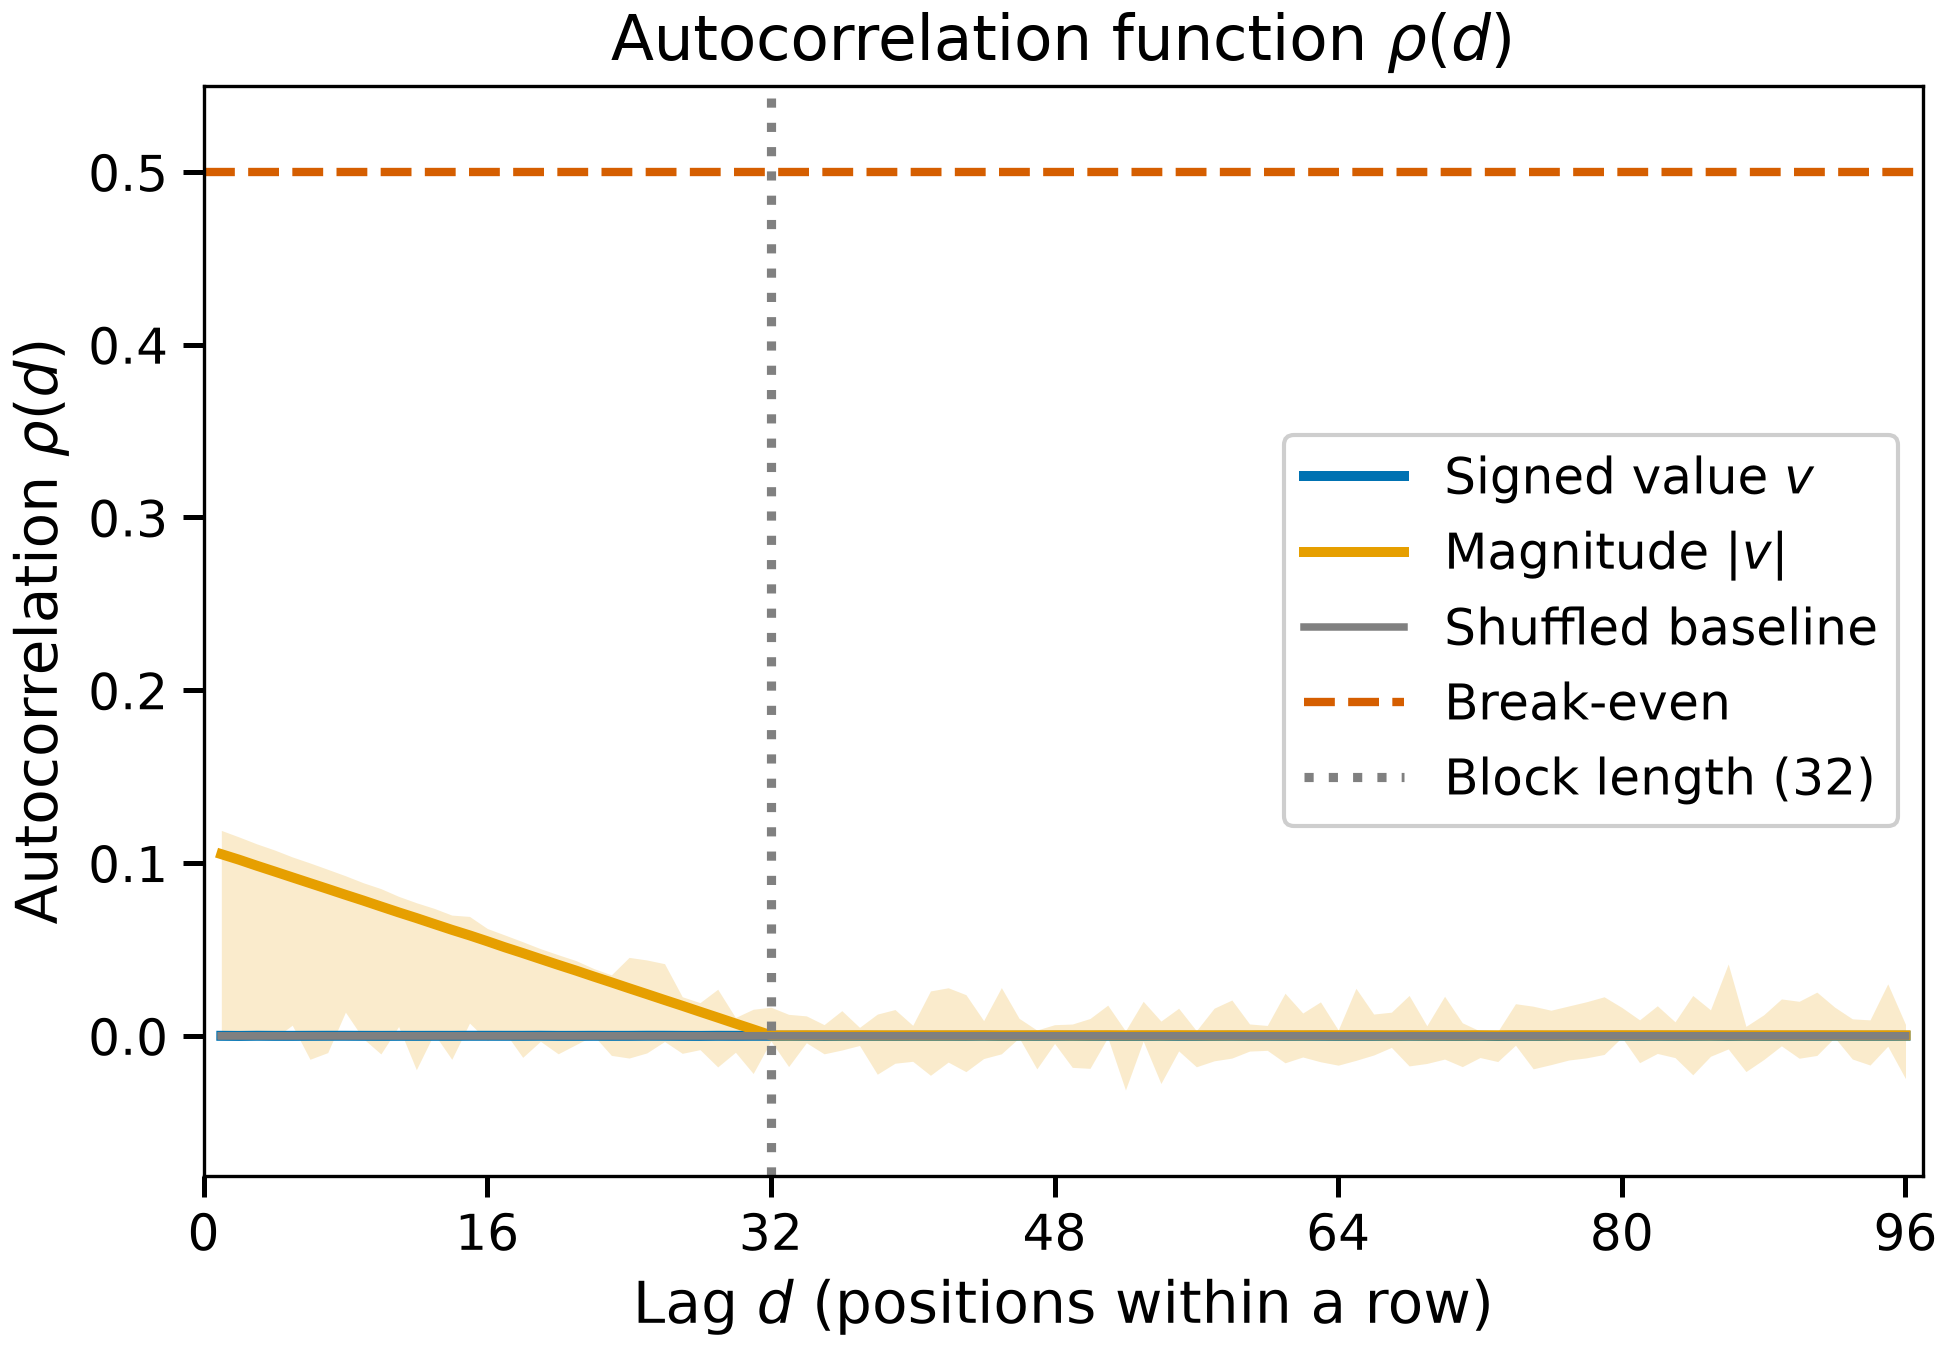 Autocorrelation function ρ(d)
Autocorrelation ρ(d)
0.5
0.4
0.3
0.2
0.1
0.0
Signed value v
Magnitude |v|
Shuffled baseline
Break-even
Block length (32)
0 16 32 48 64 80 96
Lag d (positions within a row)